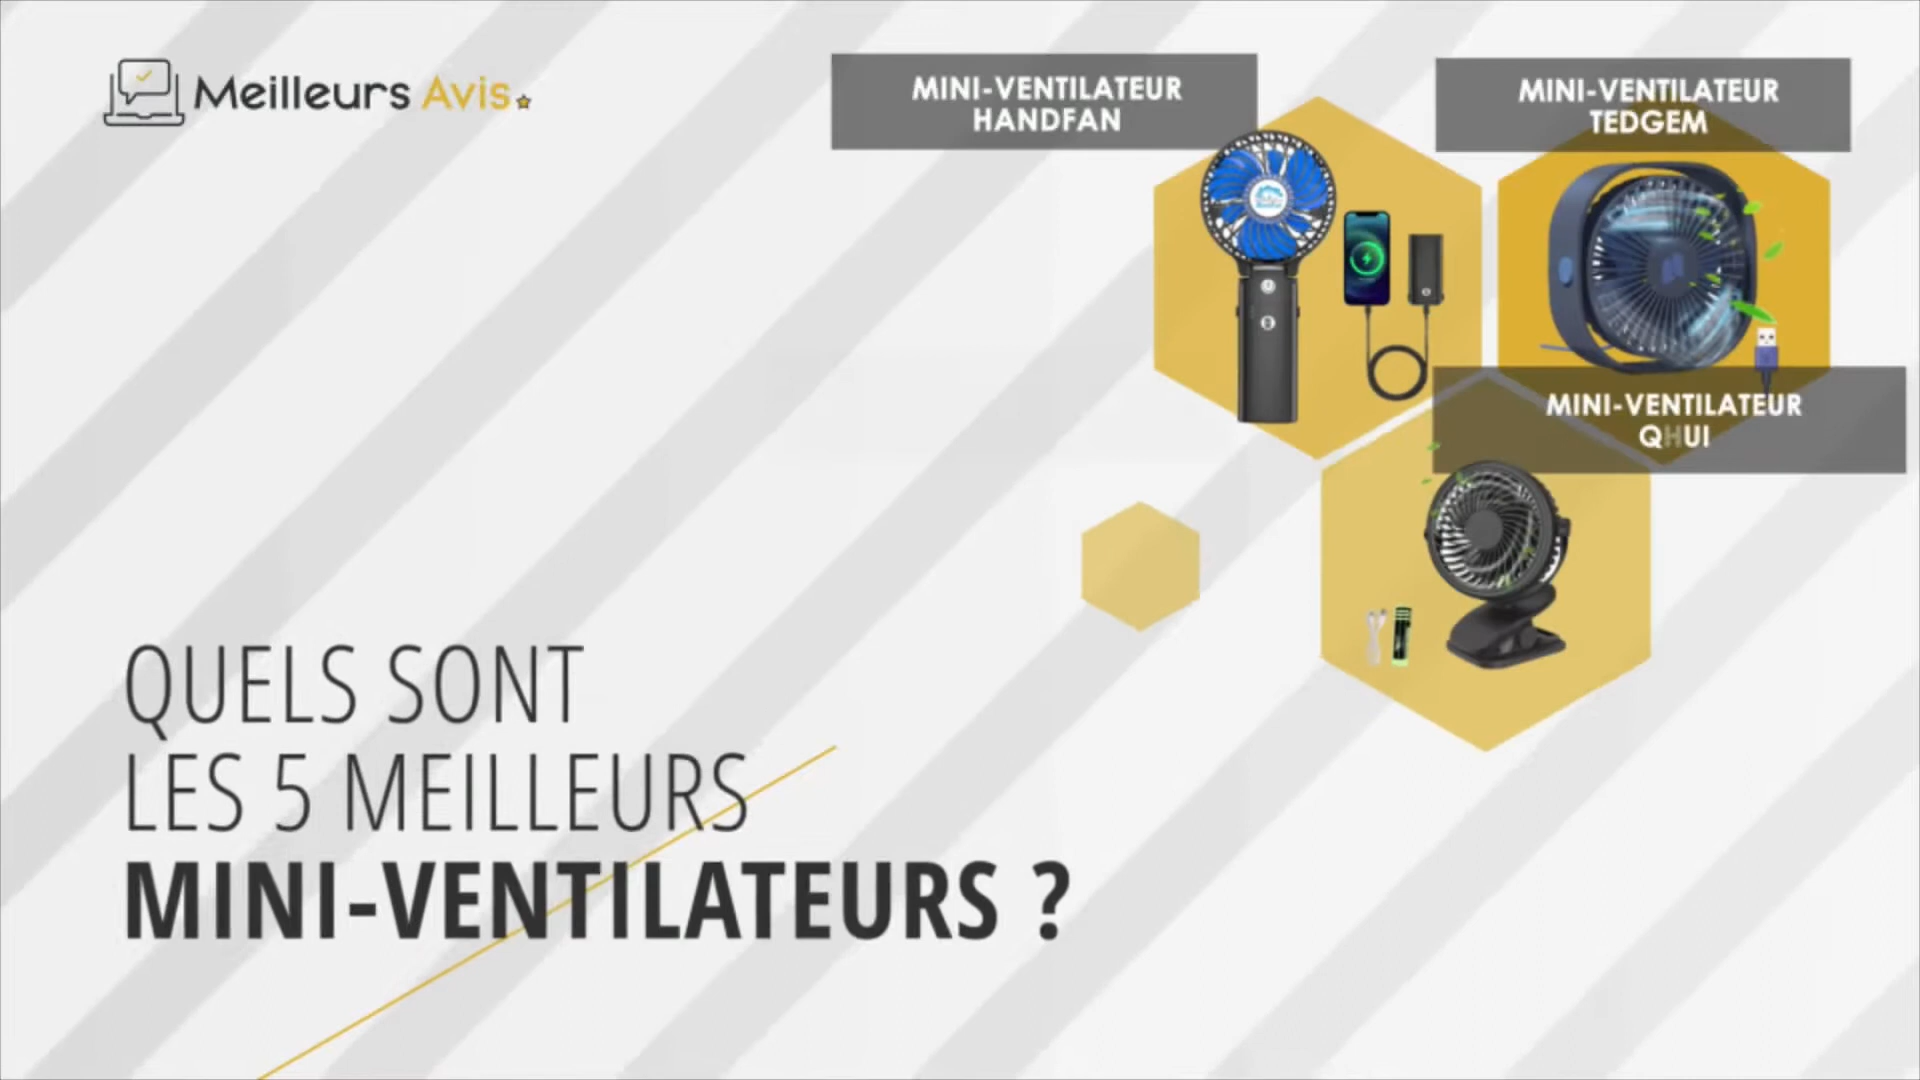 Meilleurs Avis
MINI-VENTILATEUR
HANDFAN
MINI-VENTILATEUR
TEDGEM
MINI-VENTILATEUR
QHUI
QUELS SONT
LES 5 MEILLEURS
MINI-VENTILATEURS ?